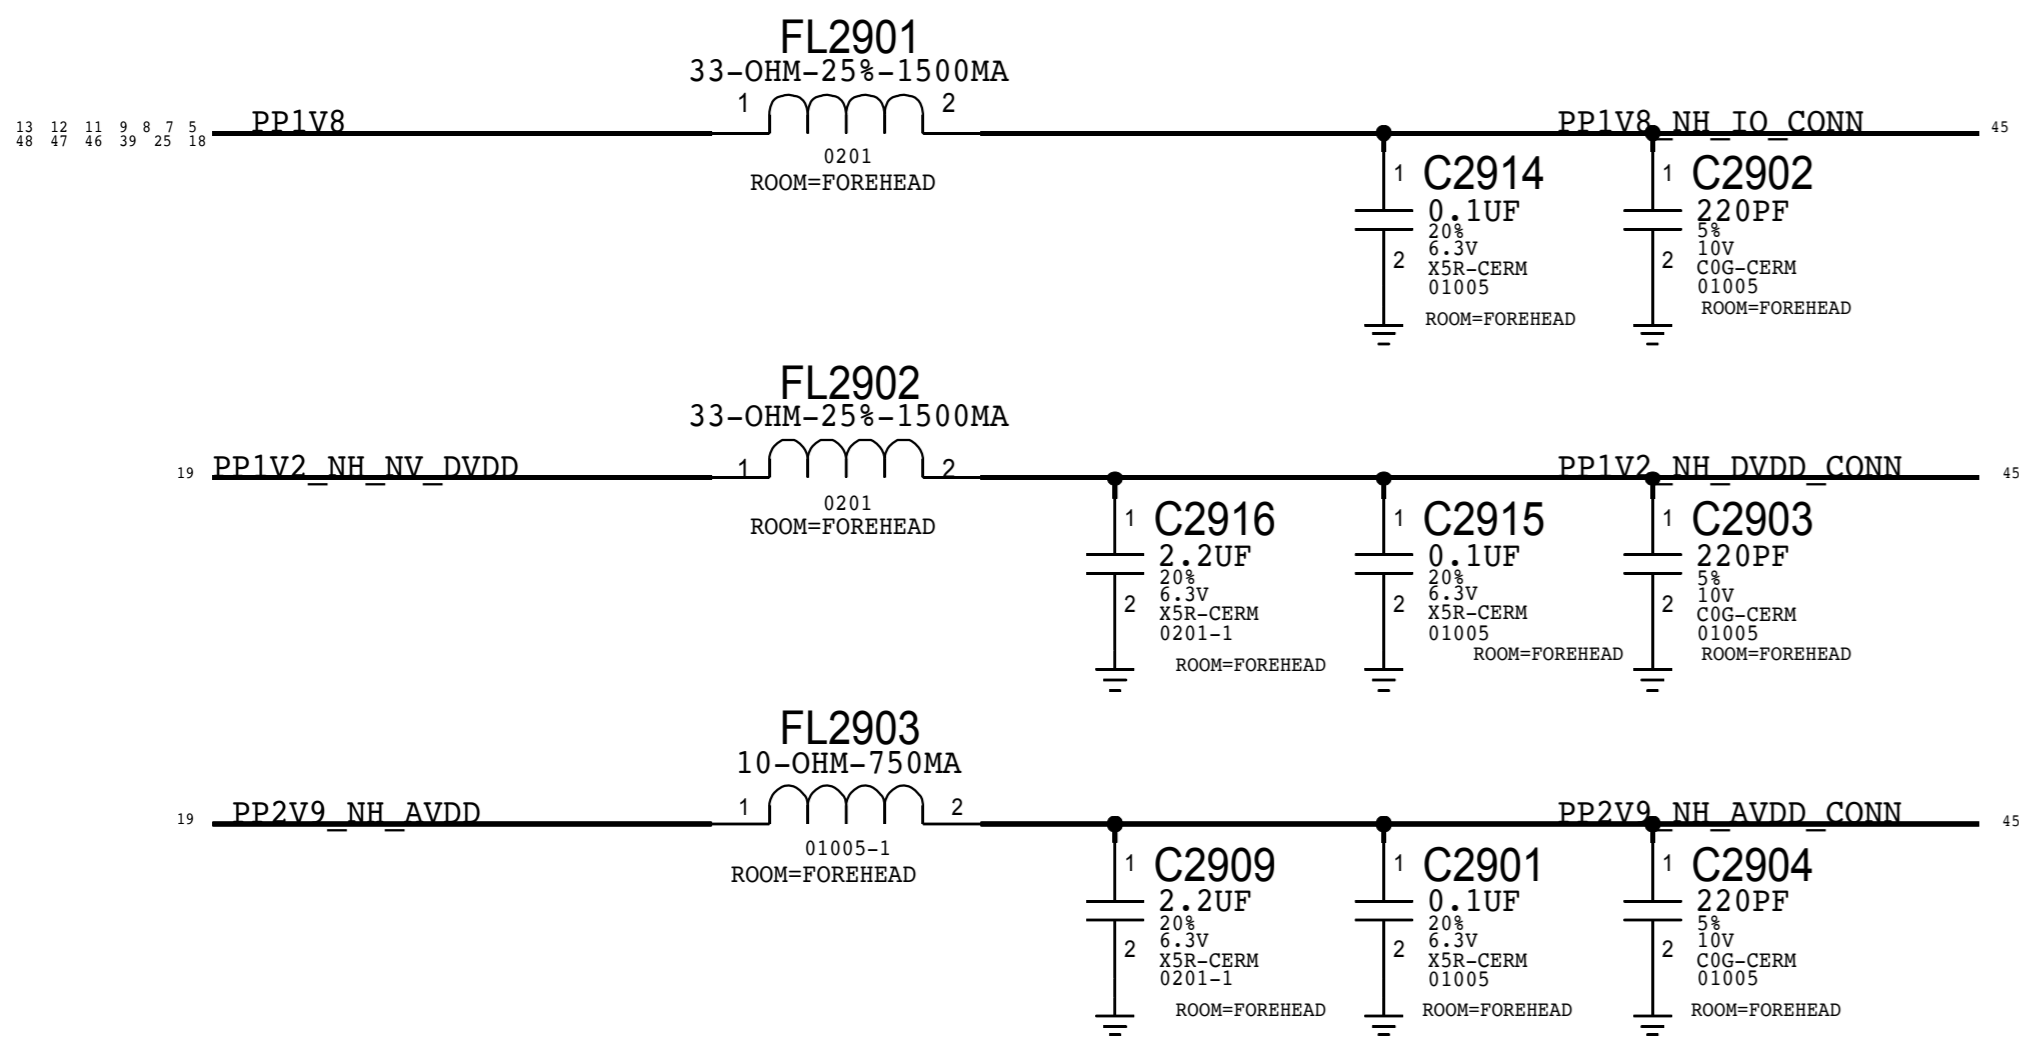 FL2901
33-OHM-25%-1500MA
1 2
13 12 11 9 8 7 5
48 47 46 39 25 18
PP1V8
PP1V8_NH_IO_CONN
45
0201
ROOM=FOREHEAD
1 C2914
0.1UF
20%
6.3V
2
X5R-CERM
01005
ROOM=FOREHEAD
1 C2902
220PF
5%
10V
2
C0G-CERM
01005
ROOM=FOREHEAD
FL2902
33-OHM-25%-1500MA
19
PP1V2_NH_NV_DVDD
1 2
PP1V2_NH_DVDD_CONN
45
0201
ROOM=FOREHEAD
1 C2916
2.2UF
20%
6.3V
2
X5R-CERM
0201-1
ROOM=FOREHEAD
1 C2915
0.1UF
20%
6.3V
2
X5R-CERM
01005
ROOM=FOREHEAD
1 C2903
220PF
5%
10V
2
C0G-CERM
01005
ROOM=FOREHEAD
FL2903
10-OHM-750MA
19
PP2V9_NH_AVDD
1 2
PP2V9_NH_AVDD_CONN
45
01005-1
ROOM=FOREHEAD
1 C2909
2.2UF
20%
6.3V
2
X5R-CERM
0201-1
ROOM=FOREHEAD
1 C2901
0.1UF
20%
6.3V
2
X5R-CERM
01005
ROOM=FOREHEAD
1 C2904
220PF
5%
10V
2
C0G-CERM
01005
ROOM=FOREHEAD